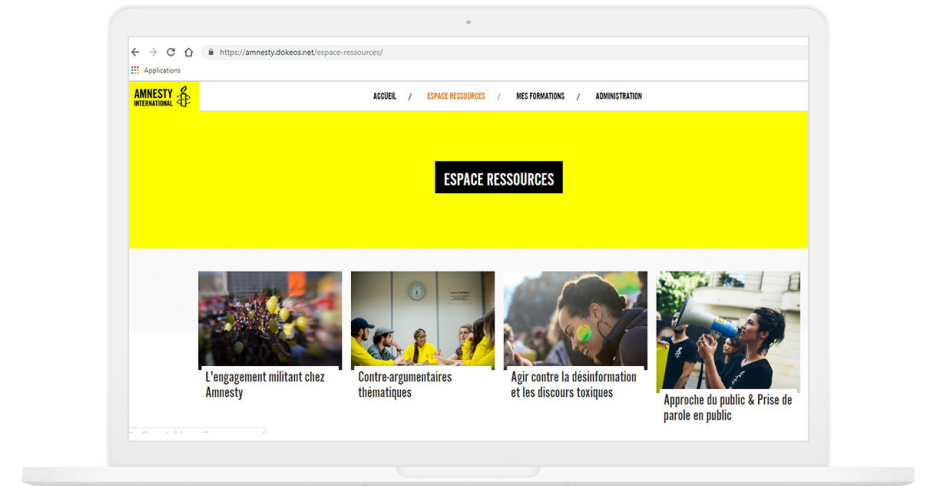 https://amnesty.dokeos.net/espace-ressources/
Applications
AMNESTY
INTERNATIONAL
ACCUEIL / ESPACE RESSOURCES / MES FORMATIONS / ADMINISTRATION
ESPACE RESSOURCES
L'engagement militant chez
Amnesty
Contre-argumentaires
thématiques
Agir contre la désinformation
et les discours toxiques
Approche du public & Prise de
parole en public